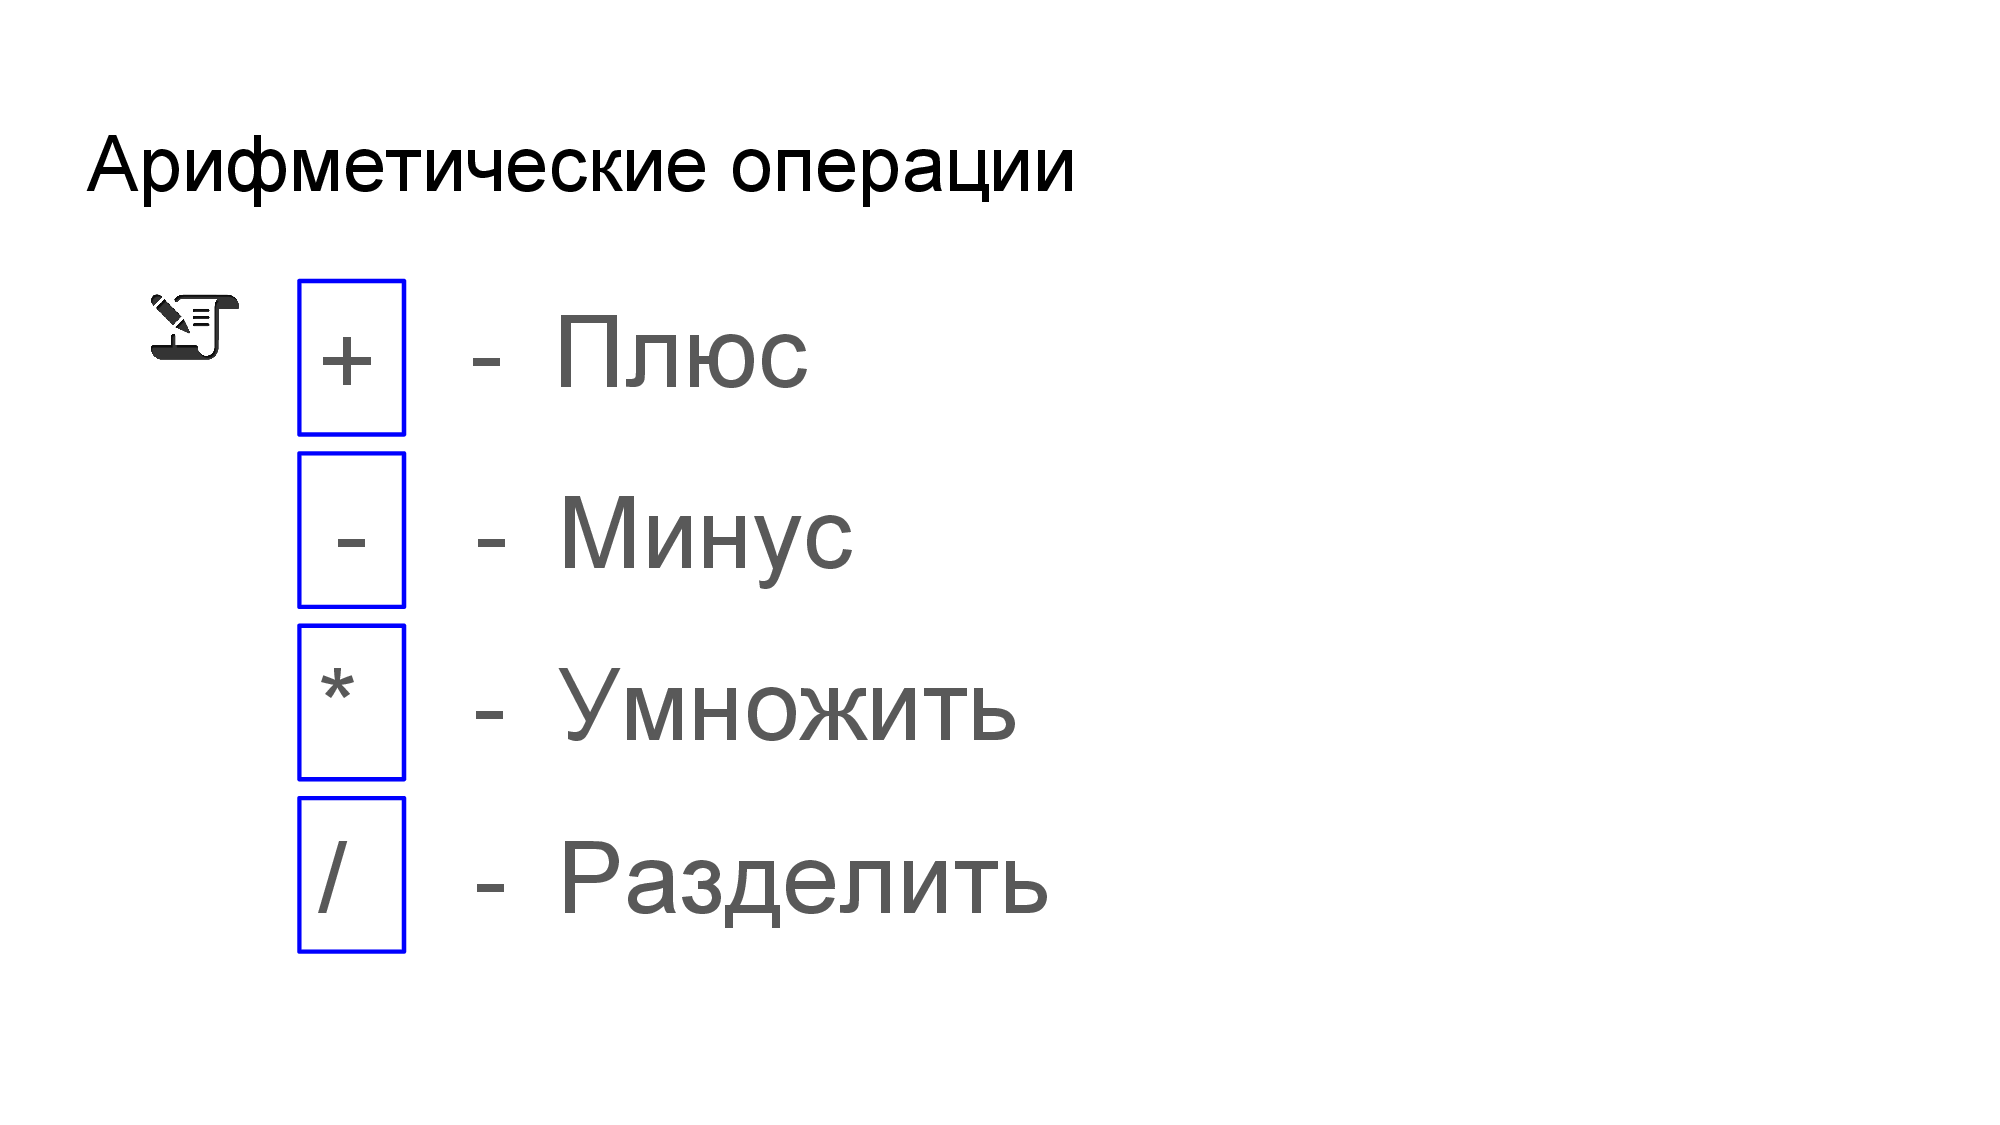 Арифметические операции
+ - Плюс
- - Минус
* - Умножить
/ - Разделить